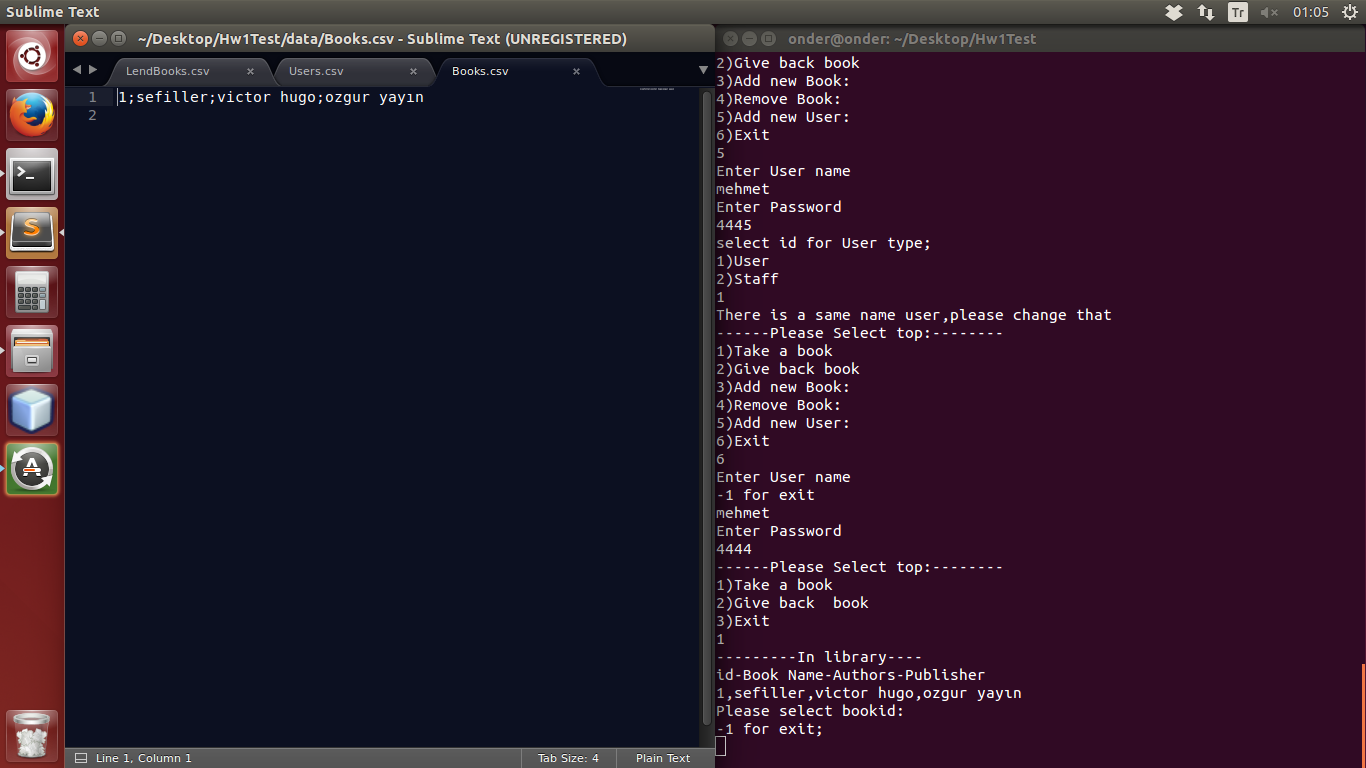 Sublime Text
Tr
01:05
~/Desktop/Hw1Test/data/Books.csv - Sublime Text (UNREGISTERED)
LendBooks.csv
Users.csv
Books.csv
1
1;sefiller;victor hugo;ozgur yayın
2
Line 1, Column 1
Tab Size: 4
Plain Text
onder@onder: ~/Desktop/Hw1Test
2)Give back book
3)Add new Book:
4)Remove Book:
5)Add new User:
6)Exit
5
Enter User name
mehmet
Enter Password
4445
select id for User type;
1)User
2)Staff
1
There is a same name user,please change that
------Please Select top:--------
1)Take a book
2)Give back book
3)Add new Book:
4)Remove Book:
5)Add new User:
6)Exit
6
Enter User name
-1 for exit
mehmet
Enter Password
4444
------Please Select top:--------
1)Take a book
2)Give back  book
3)Exit
1
---------In library----
id-Book Name-Authors-Publisher
1,sefiller,victor hugo,ozgur yayın
Please select bookid:
-1 for exit;